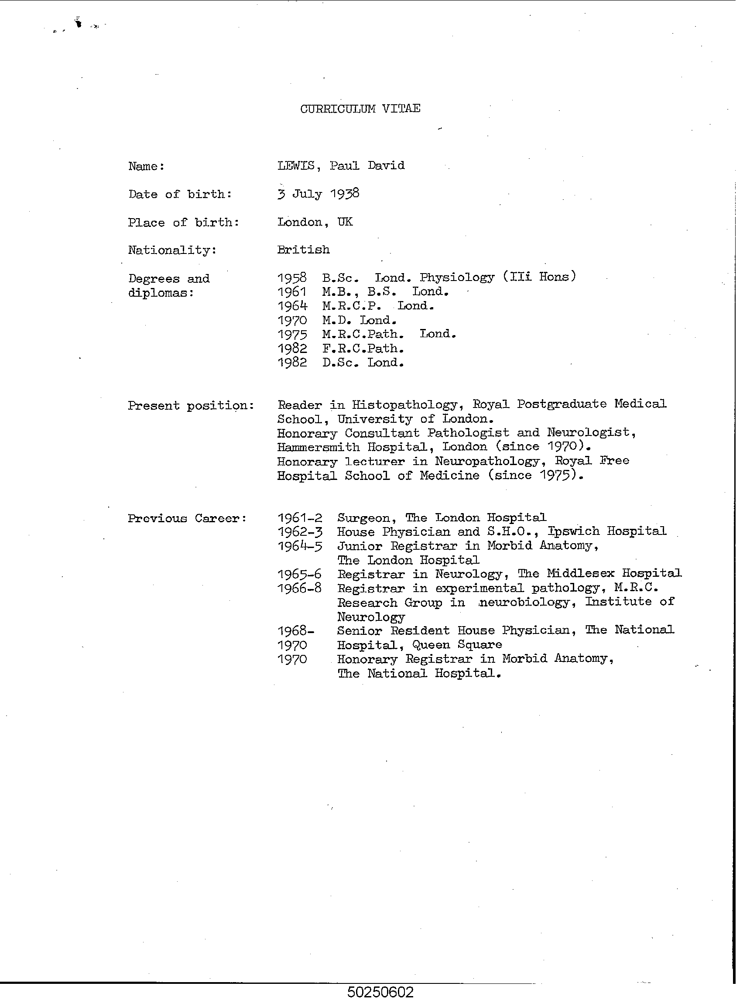 CURRICULUM VITAE
Name: LEWIS, Paul David
Date of birth: 3 July 1938
Place of birth: London, UK
Nationality: British
Degrees and 1958 B.Sc. Lond. Physiology (IIi Hons)
diplomas: 1961 M.B., B.S. Lond.
1964 M.R.C.P. Lond.
1970 M.D. Lond.
1975 M.R.C.Path. Lond.
1982 F.R.C.Path.
1982 D.Sc. Lond.
Present position: Reader in Histopathology, Royal Postgraduate Medical
School, University of London.
Honorary Consultant Pathologist and Neurologist,
Hammersmith Hospital, London (since 1970).
Honorary lecturer in Neuropathology, Royal Free
Hospital School of Medicine (since 1975).
Previous Career: 1961-2 Surgeon, The London Hospital
1962-3 House Physician and S.H.O., Ipswich Hospital
1964-5 Junior Registrar in Morbid Anatomy,
The London Hospital
1965-6 Registrar in Neurology, The Middlesex Hospital
1966-8 Registrar in experimental pathology, M.R.C.
Research Group in neurobiology, Institute of
Neurology
1968- Senior Resident House Physician, The National
1970 Hospital, Queen Square
1970 Honorary Registrar in Morbid Anatomy,
The National Hospital.
50250602